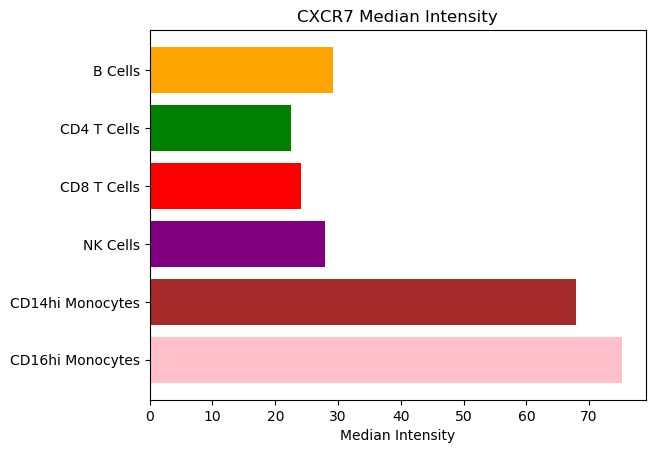 CXCR7 Median Intensity
B Cells
CD4 T Cells
CD8 T Cells
NK Cells
CD14hi Monocytes
CD16hi Monocytes
0 10 20 30 40 50 60 70
Median Intensity